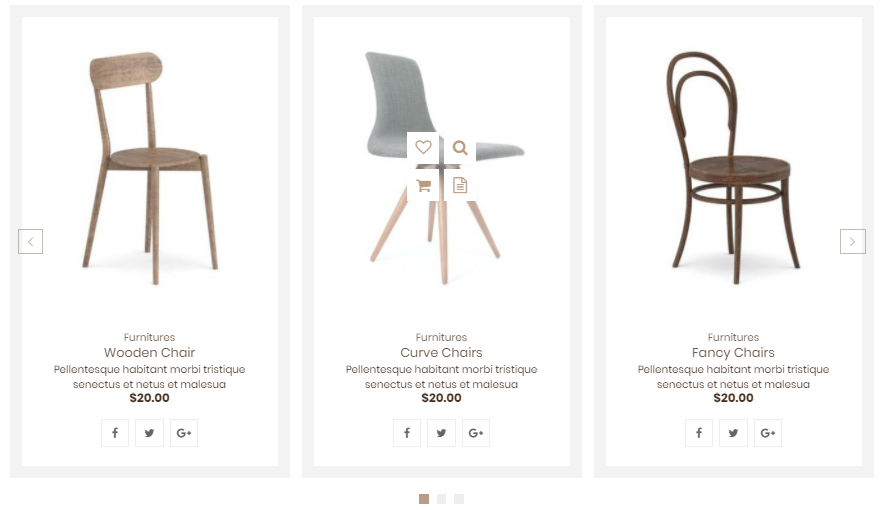 Furnitures
Wooden Chair
Pellentesque habitant morbi tristique
senectus et netus et malesua
$20.00
Furnitures
Curve Chairs
Pellentesque habitant morbi tristique
senectus et netus et malesua
$20.00
Furnitures
Fancy Chairs
Pellentesque habitant morbi tristique
senectus et netus et malesua
$20.00